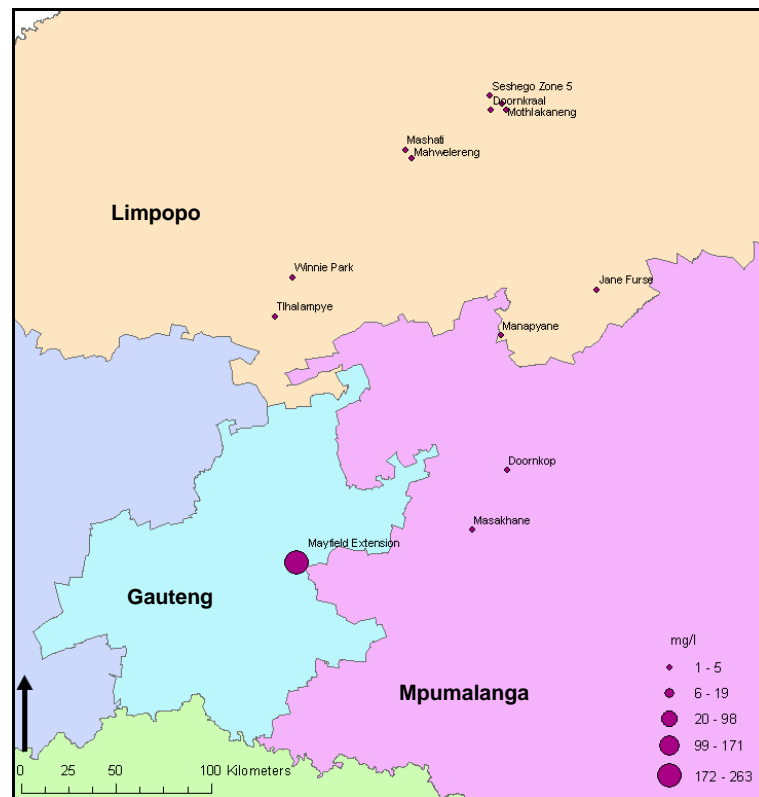 Seshego Zone 5
Doornkraal
Mothlakaneng
Mashati
Mahwelereng
Limpopo
Winnie Park
Jane Furse
Tlhalampye
Manapyane
Doornkop
Masakhane
Mayfield Extension
Gauteng
Mpumalanga
mg/l
1 - 5
6 - 19
20 - 98
99 - 171
172 - 263
0 25 50 100 Kilometers